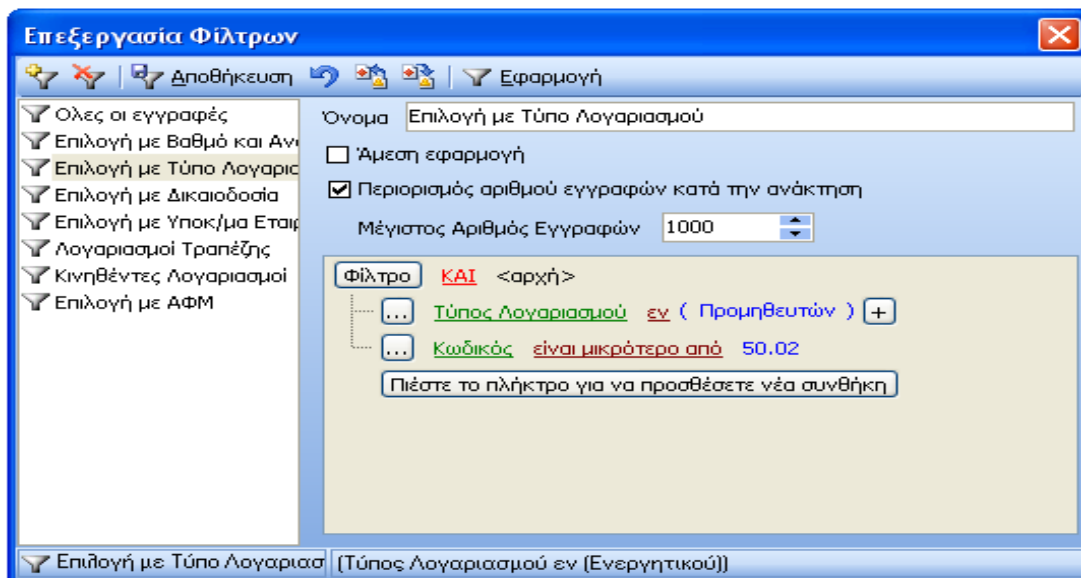 Επεξεργασία Φίλτρων
Αποθήκευση Εφαρμογή
Ολες οι εγγραφές
Επιλογή με Βαθμό και Αν
Επιλογή με Τύπο Λογαρις
Επιλογή με Δικαιοδοσία
Επιλογή με Υποκ/μα Εταιρ
Λογαριασμοί Τραπέζης
Κινηθέντες Λογαριασμοί
Επιλογή με ΑΦΜ
Όνομα Επιλογή με Τύπο Λογαριασμού
Άμεση εφαρμογή
Περιορισμός αριθμού εγγραφών κατά την ανάκτηση
Μέγιστος Αριθμός Εγγραφών 1000
Φίλτρο ΚΑΙ <αρχή>
... Τύπος Λογαριασμού εν ( Προμηθευτών ) +
... Κωδικός είναι μικρότερο από 50.02
Πιέστε το πλήκτρο για να προσθέσετε νέα συνθήκη
Επιλογή με Τύπο Λογαριασ (Τύπος Λογαριασμού εν (Ενεργητικού))